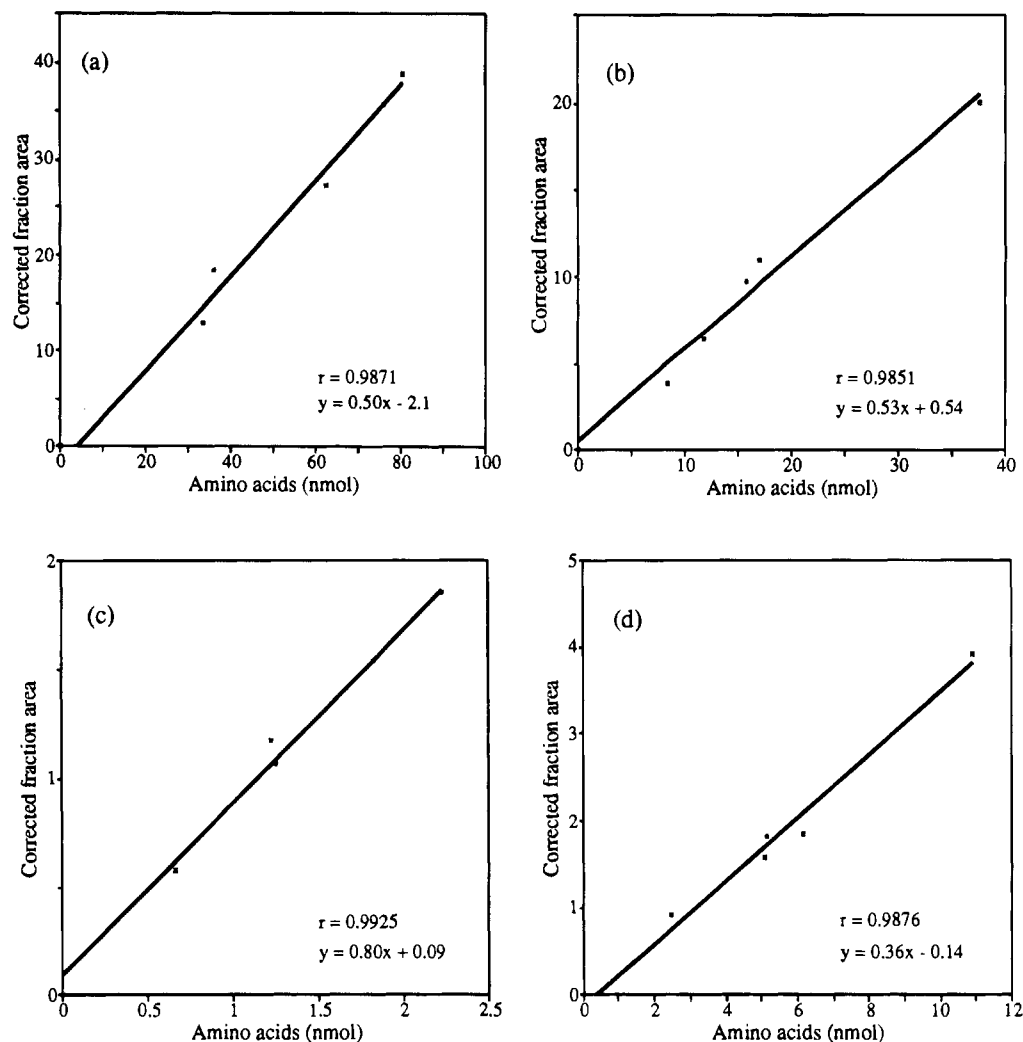 (a)
Corrected fraction area
40
30
20
10
0
r = 0.9871
y = 0.50x - 2.1
0 20 40 60 80 100
Amino acids (nmol)
(b)
Corrected fraction area
20
10
0
r = 0.9851
y = 0.53x + 0.54
0 10 20 30 40
Amino acids (nmol)
(c)
Corrected fraction area
2
1
0
r = 0.9925
y = 0.80x + 0.09
0 0.5 1 1.5 2 2.5
Amino acids (nmol)
(d)
Corrected fraction area
5
4
3
2
1
0
r = 0.9876
y = 0.36x - 0.14
0 2 4 6 8 10 12
Amino acids (nmol)